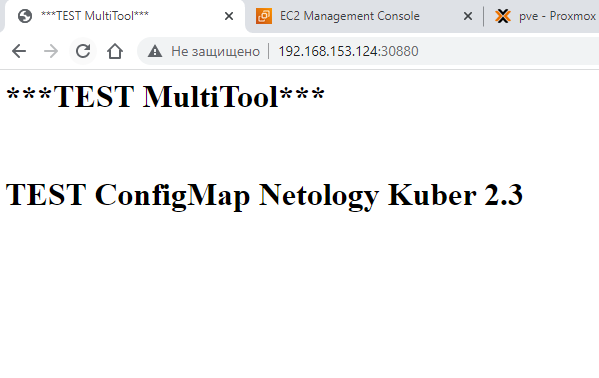 ***TEST MultiTool***
EC2 Management Console
pve - Proxmox
Не защищено
192.168.153.124:30880
***TEST MultiTool***
TEST ConfigMap Netology Kuber 2.3